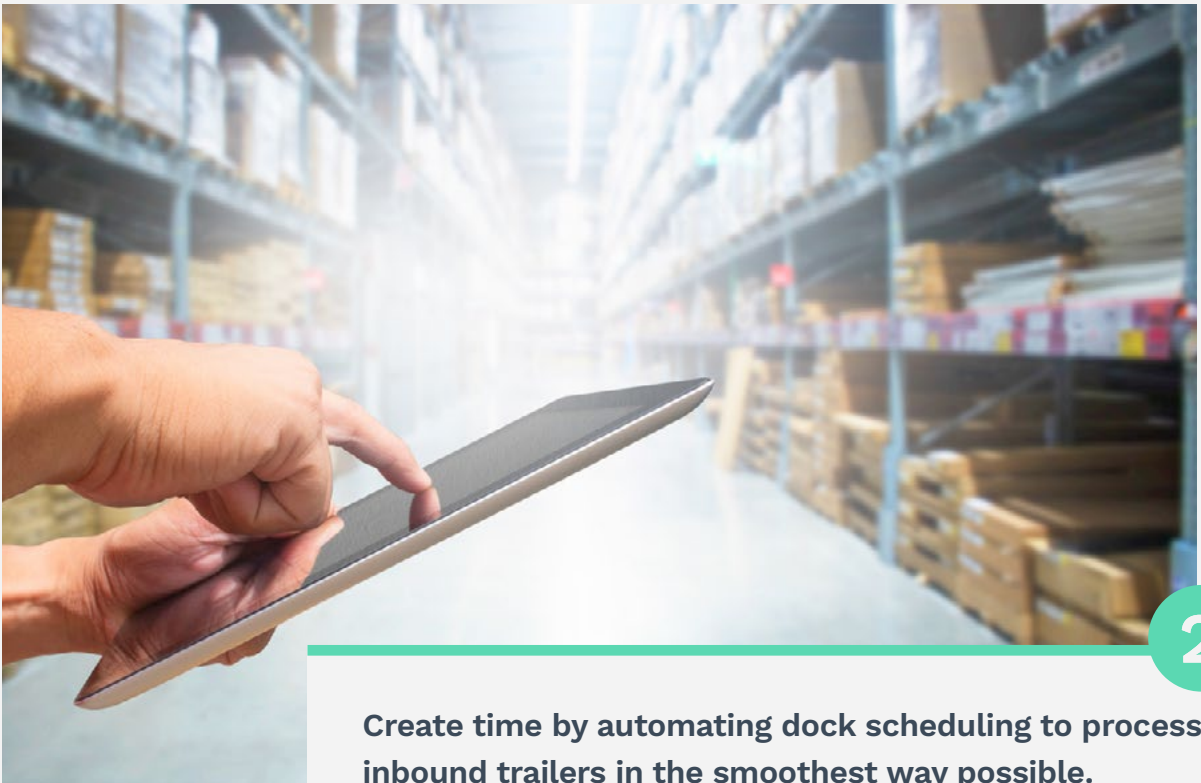 2
Create time by automating dock scheduling to process
inbound trailers in the smoothest way possible.